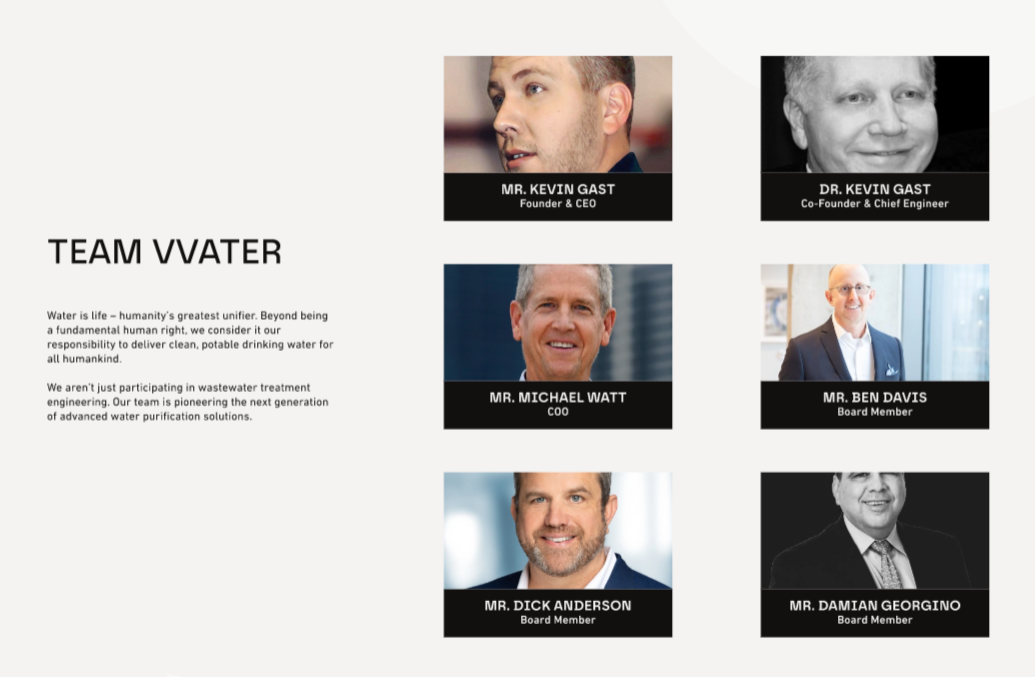 TEAM VVATER
Water is life – humanity's greatest unifier. Beyond being
a fundamental human right, we consider it our
responsibility to deliver clean, potable drinking water for
all humankind.
We aren't just participating in wastewater treatment
engineering. Our team is pioneering the next generation
of advanced water purification solutions.
MR. KEVIN GAST
Founder & CEO
DR. KEVIN GAST
Co-Founder & Chief Engineer
MR. MICHAEL WATT
COO
MR. BEN DAVIS
Board Member
MR. DICK ANDERSON
Board Member
MR. DAMIAN GEORGINO
Board Member